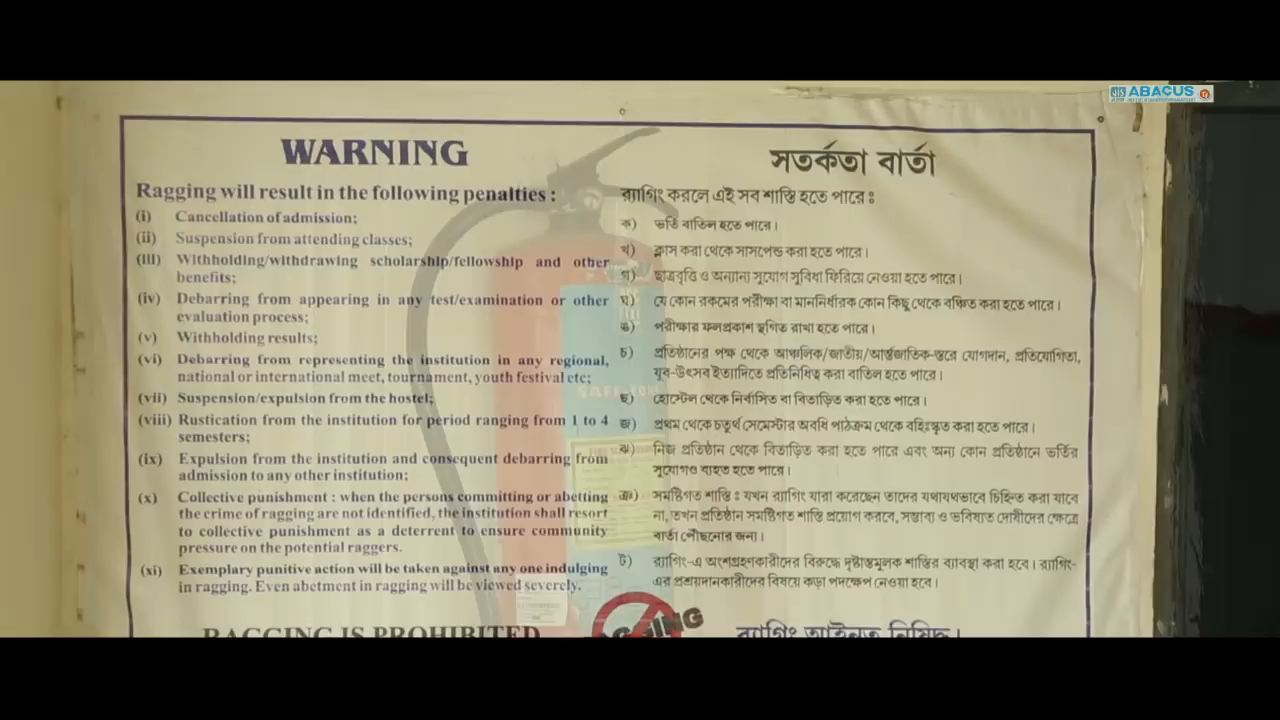 ABACUS
WARNING
Ragging will result in the following penalties :
(i) Cancellation of admission;
(ii) Suspension from attending classes;
(iii) Withholding/withdrawing scholarship/fellowship and other
benefits;
(iv) Debarring from appearing in any test/examination or other
evaluation process;
(v) Withholding results;
(vi) Debarring from representing the institution in any regional,
national or international meet, tournament, youth festival etc;
(vii) Suspension/expulsion from the hostel;
(viii) Rustication from the institution for period ranging from 1 to 4
semesters;
(ix) Expulsion from the institution and consequent debarring from
admission to any other institution;
(x) Collective punishment : when the persons committing or abetting
the crime of ragging are not identified, the institution shall resort
to collective punishment as a deterrent to ensure community
pressure on the potential raggers.
(xi) Exemplary punitive action will be taken against any one indulging
in ragging. Even abetment in ragging will be viewed severely.
RAGGING IS PROHIBITED
সতর্কতা বার্তা
র‍্যাগিং করলে এই সব শাস্তি হতে পারে ঃ
ক) ভর্তি বাতিল হতে পারে।
খ) ক্লাস করা থেকে সাসপেন্ড করা হতে পারে।
গ) ছাত্রবৃত্তি ও অন্যান্য সুযোগ সুবিধা ফিরিয়ে নেওয়া হতে পারে।
ঘ) যে কোন রকমের পরীক্ষা বা মাননির্ধারক কোন কিছু থেকে বঞ্চিত করা হতে পারে।
ঙ) পরীক্ষার ফলপ্রকাশ স্থগিত রাখা হতে পারে।
চ) প্রতিষ্ঠানের পক্ষ থেকে আঞ্চলিক/জাতীয়/আর্ন্তজাতিক-স্তরে যোগদান, প্রতিযোগিতা,
যুব-উৎসব ইত্যাদিতে প্রতিনিধিত্ব করা বাতিল হতে পারে।
ছ) হোস্টেল থেকে নির্বাসিত বা বিতাড়িত করা হতে পারে।
জ) প্রথম থেকে চতুর্থ সেমেস্টার অবধি পাঠক্রম থেকে বহিঃস্কৃত করা হতে পারে।
ঝ) নিজ প্রতিষ্ঠান থেকে বিতাড়িত করা হতে পারে এবং অন্য কোন প্রতিষ্ঠানে ভর্তির
সুযোগও ব্যহত হতে পারে।
ঞ) সমষ্টিগত শাস্তি ঃ যখন র‍্যাগিং যারা করেছেন তাদের যথাযথভাবে চিহ্নিত করা যাবে
না, তখন প্রতিষ্ঠান সমষ্টিগত শাস্তি প্রয়োগ করবে, সম্ভাব্য ও ভবিষ্যত দোষীদের ক্ষেত্রে
বার্তা পৌঁছনোর জন্য।
ট) র‍্যাগিং-এ অংশগ্রহণকারীদের বিরুদ্ধে দৃষ্টান্তমূলক শাস্তির ব্যাবস্থা করা হবে। র‍্যাগিং-
এর প্রশ্রয়দানকারীদের বিষয়ে কড়া পদক্ষেপ নেওয়া হবে।
র‍্যাগিং আইনত নিষিদ্ধ।
RAGGING